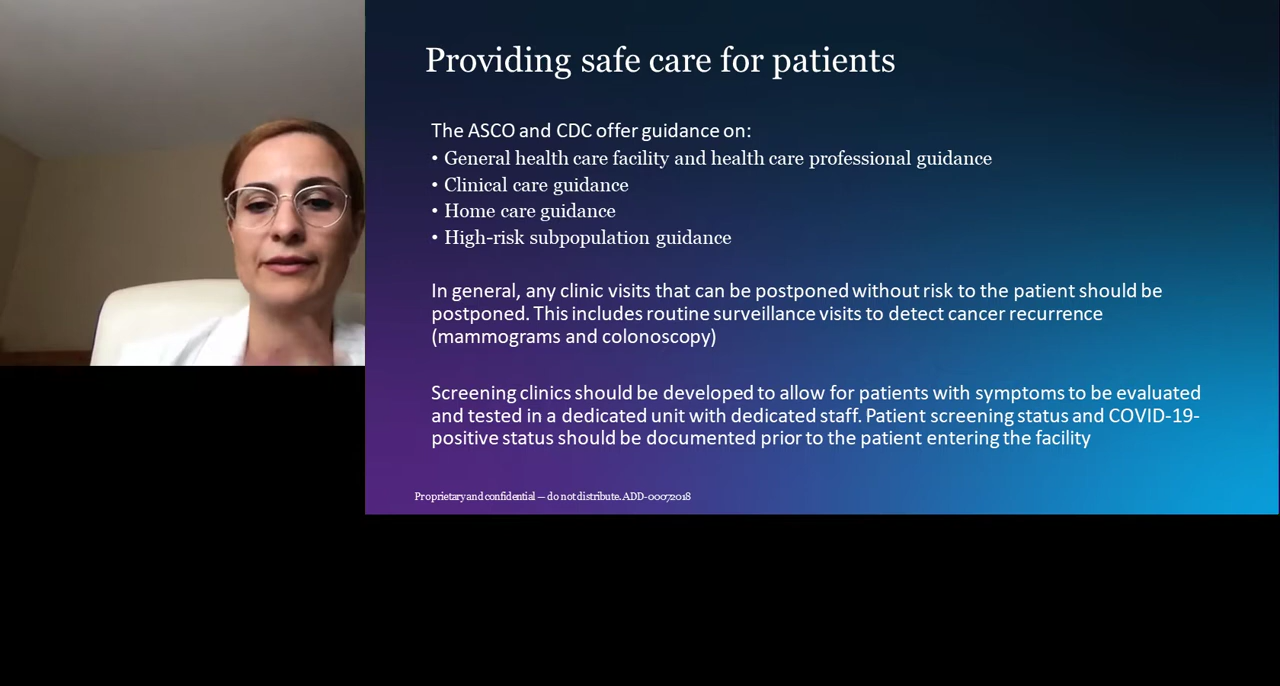 Providing safe care for patients
The ASCO and CDC offer guidance on:
• General health care facility and health care professional guidance
• Clinical care guidance
• Home care guidance
• High-risk subpopulation guidance
In general, any clinic visits that can be postponed without risk to the patient should be
postponed. This includes routine surveillance visits to detect cancer recurrence
(mammograms and colonoscopy)
Screening clinics should be developed to allow for patients with symptoms to be evaluated
and tested in a dedicated unit with dedicated staff. Patient screening status and COVID-19-
positive status should be documented prior to the patient entering the facility
Proprietary and confidential — do not distribute. ADD-00072018